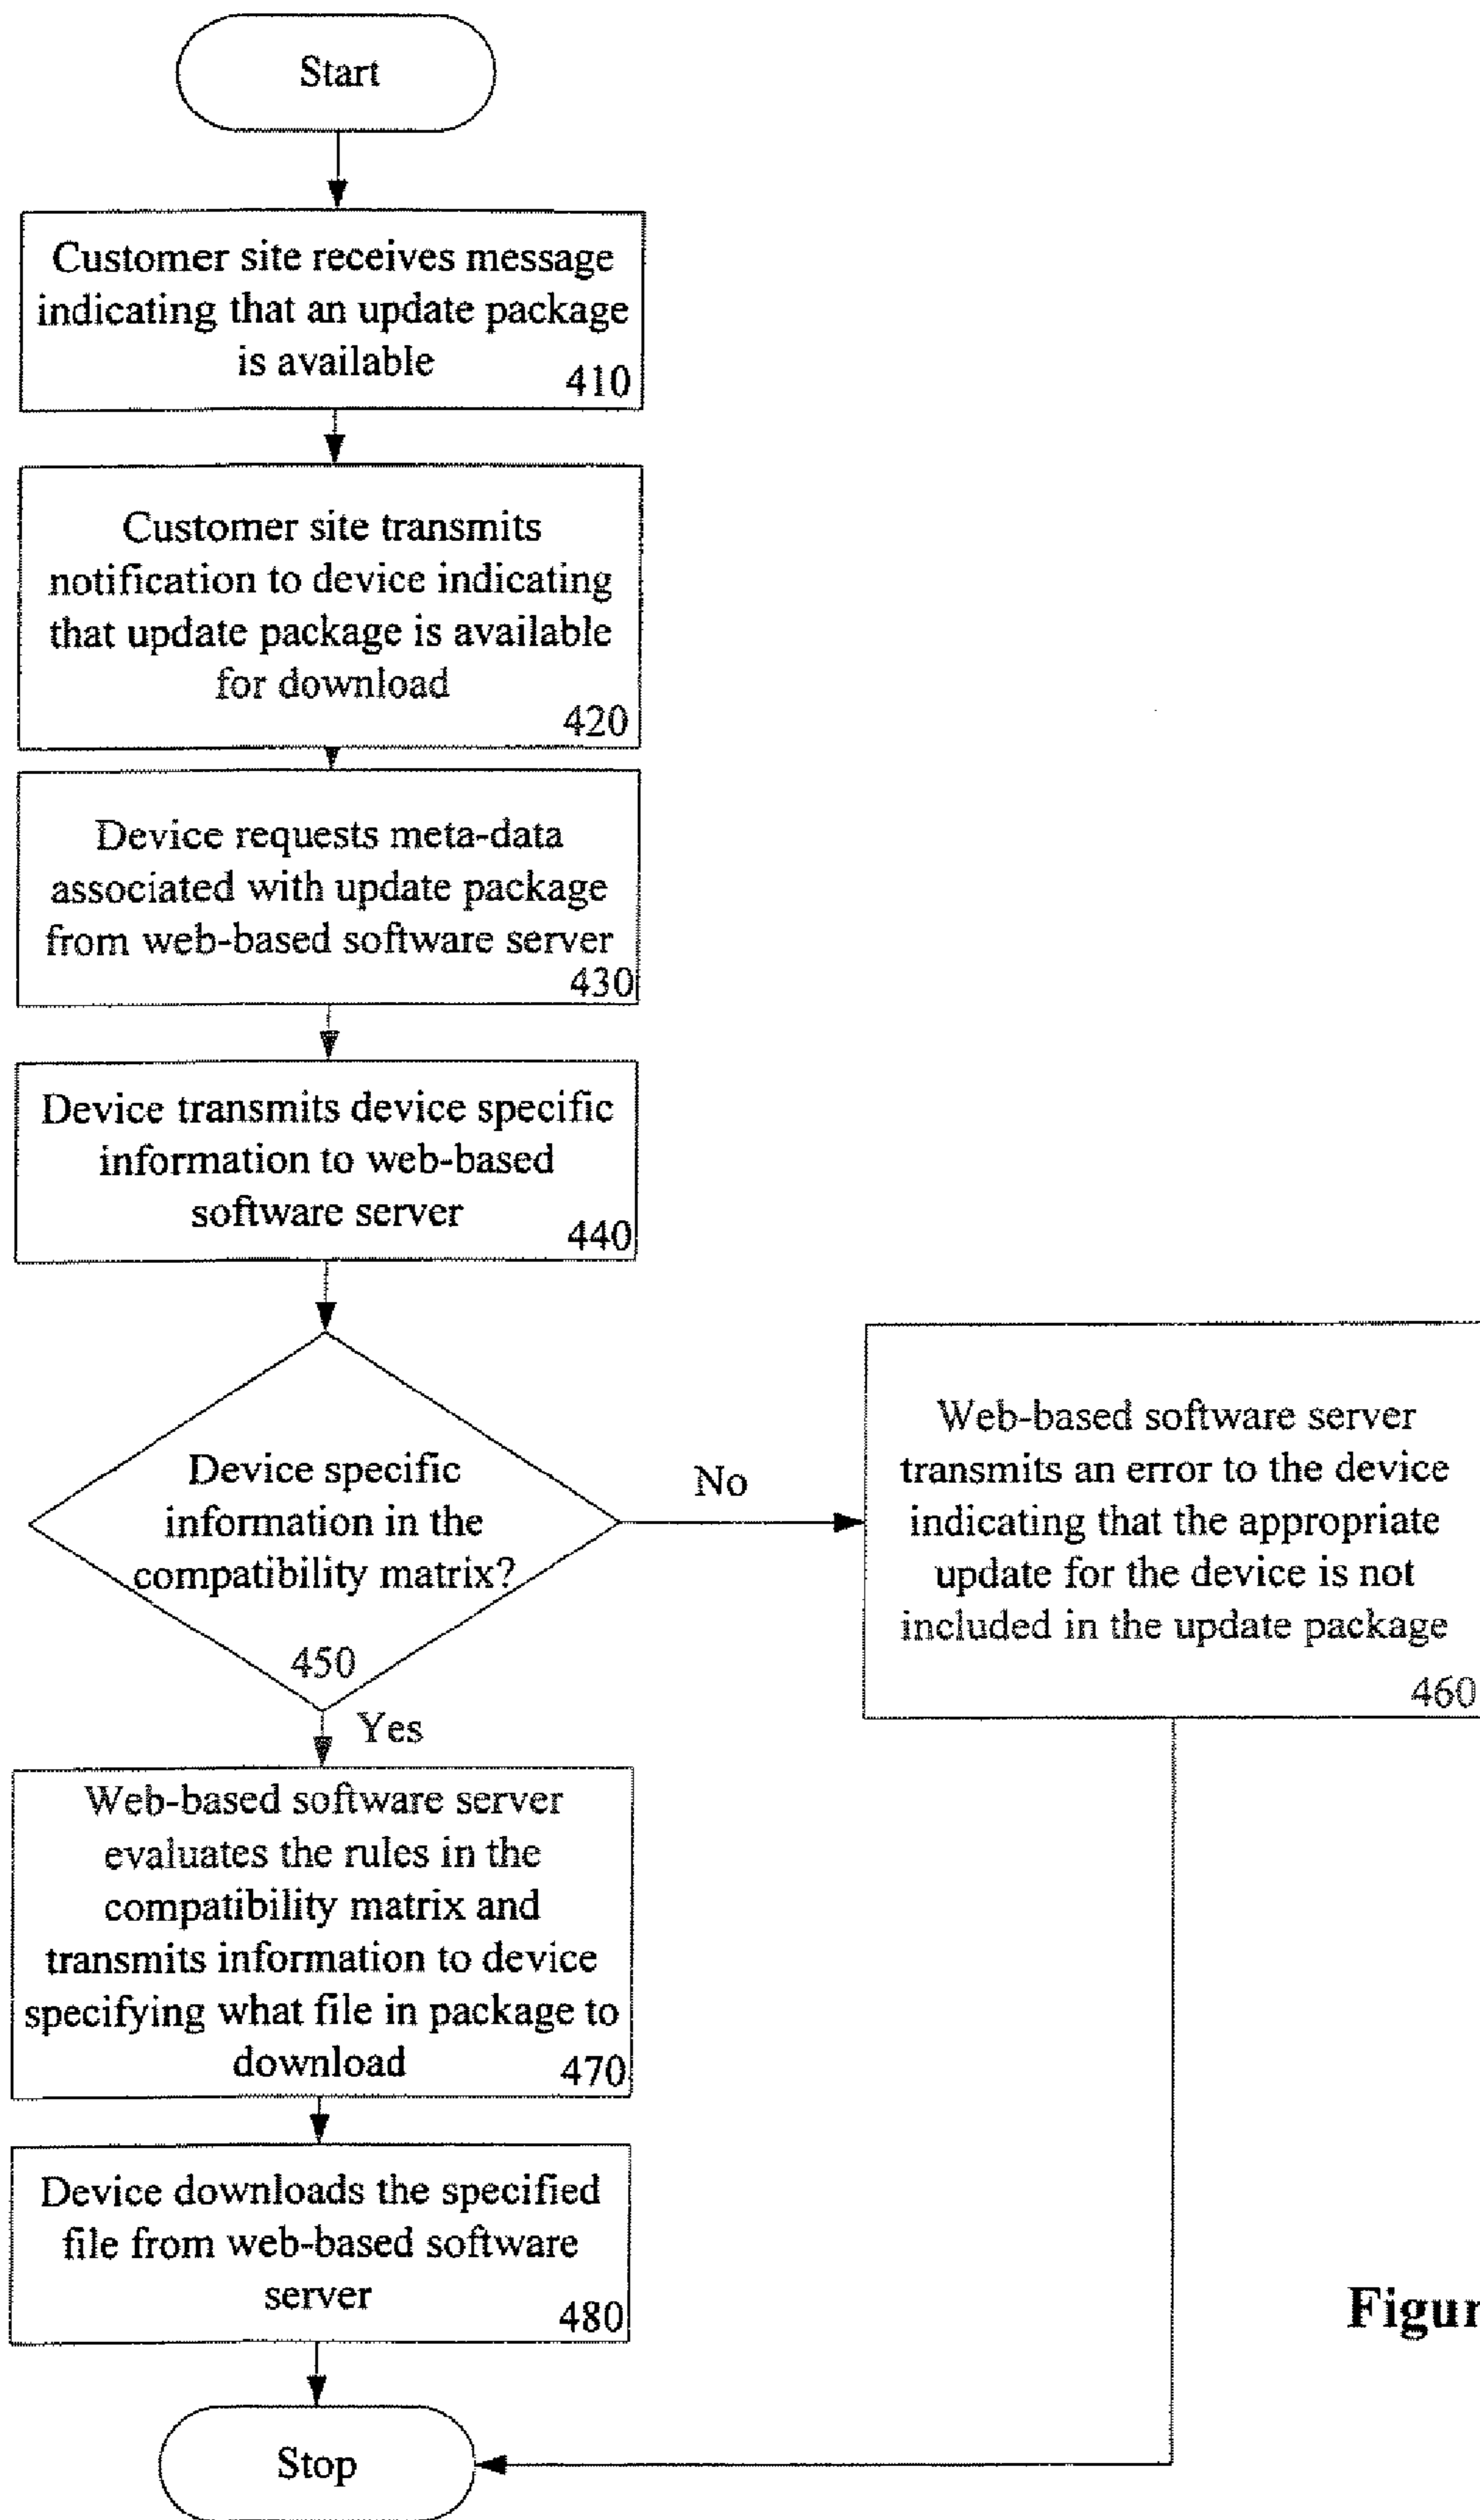 Start
Customer site receives message
indicating that an update package
is available
410
Customer site transmits
notification to device indicating
that update package is available
for download
420
Device requests meta-data
associated with update package
from web-based software server
430
Device transmits device specific
information to web-based
software server
440
Device specific
information in the
compatibility matrix?
450
No
Web-based software server
transmits an error to the device
indicating that the appropriate
update for the device is not
included in the update package
460
Yes
Web-based software server
evaluates the rules in the
compatibility matrix and
transmits information to device
specifying what file in package to
download
470
Device downloads the specified
file from web-based software
server
480
Stop